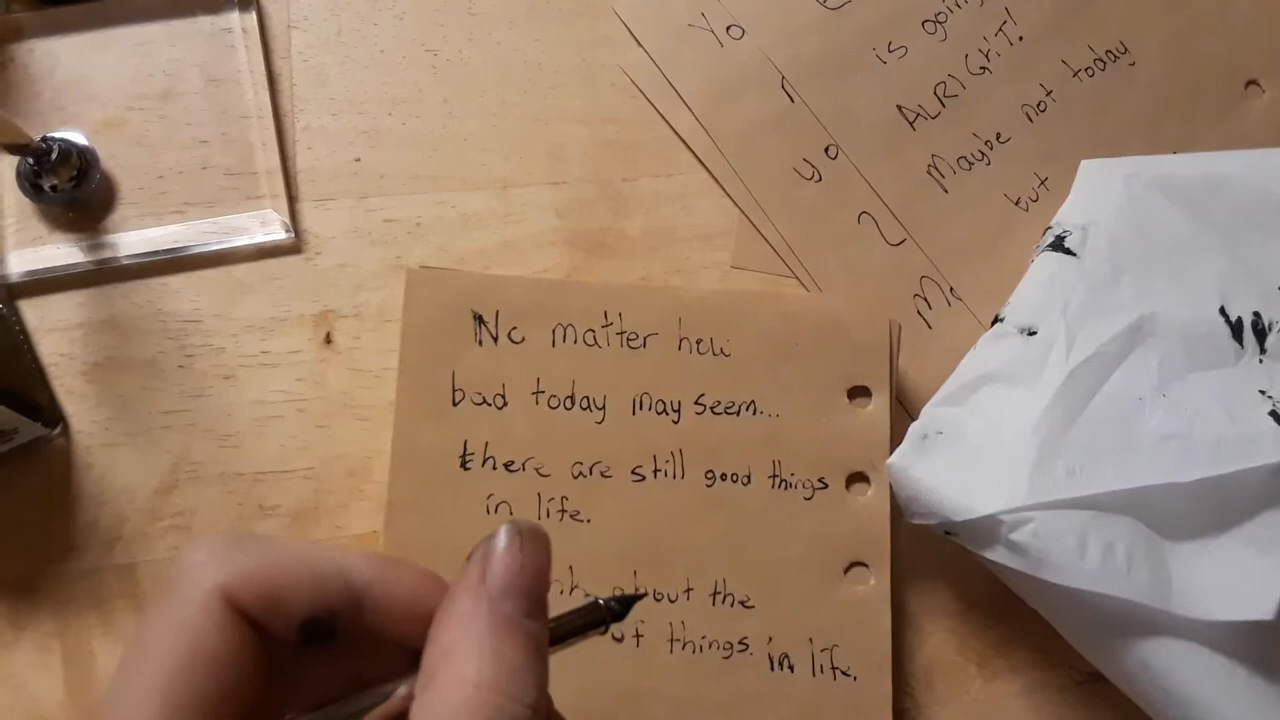 No matter how
bad today may seem...
there are still good things
in life.
about the
of things. in life.
Yo
yo
is going
ALRIGHT!
Maybe not today
but